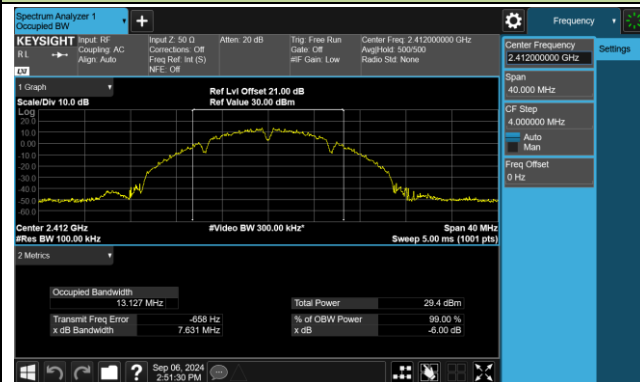 Spectrum Analyzer 1
Occupied BW
Frequency
KEYSIGHT
RL
Input: RF
Coupling: AC
Align: Auto
Input Z: 50 Ω
Corrections: Off
Freq Ref: Int (S)
NFE: Off
Atten: 20 dB
Trig: Free Run
Gate: Off
#IF Gain: Low
Center Freq: 2.412000000 GHz
Avg|Hold: 500/500
Radio Std: None
Center Frequency
2.412000000 GHz
Settings
Span
40.000 MHz
CF Step
4.000000 MHz
Auto
Man
Freq Offset
0 Hz
1 Graph
Scale/Div 10.0 dB
Ref Lvl Offset 21.00 dB
Ref Value 30.00 dBm
Log
20.0
10.0
0.00
-10.0
-20.0
-30.0
-40.0
-50.0
-60.0
Center 2.412 GHz
#Video BW 300.00 kHz*
Span 40 MHz
#Res BW 100.00 kHz
Sweep 5.00 ms (1001 pts)
2 Metrics
Occupied Bandwidth
13.127 MHz
Total Power 29.4 dBm
Transmit Freq Error -658 Hz
% of OBW Power 99.00 %
x dB Bandwidth 7.631 MHz
x dB -6.00 dB
Sep 06, 2024
2:51:30 PM